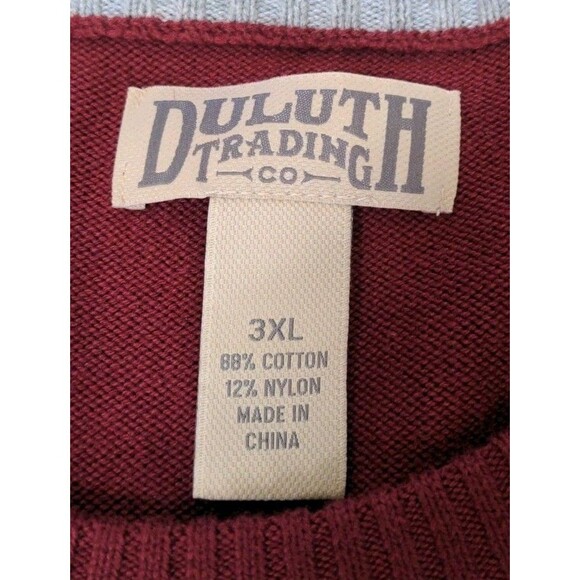 DULUTH
TRADING
CO
3XL
88% COTTON
12% NYLON
MADE IN
CHINA